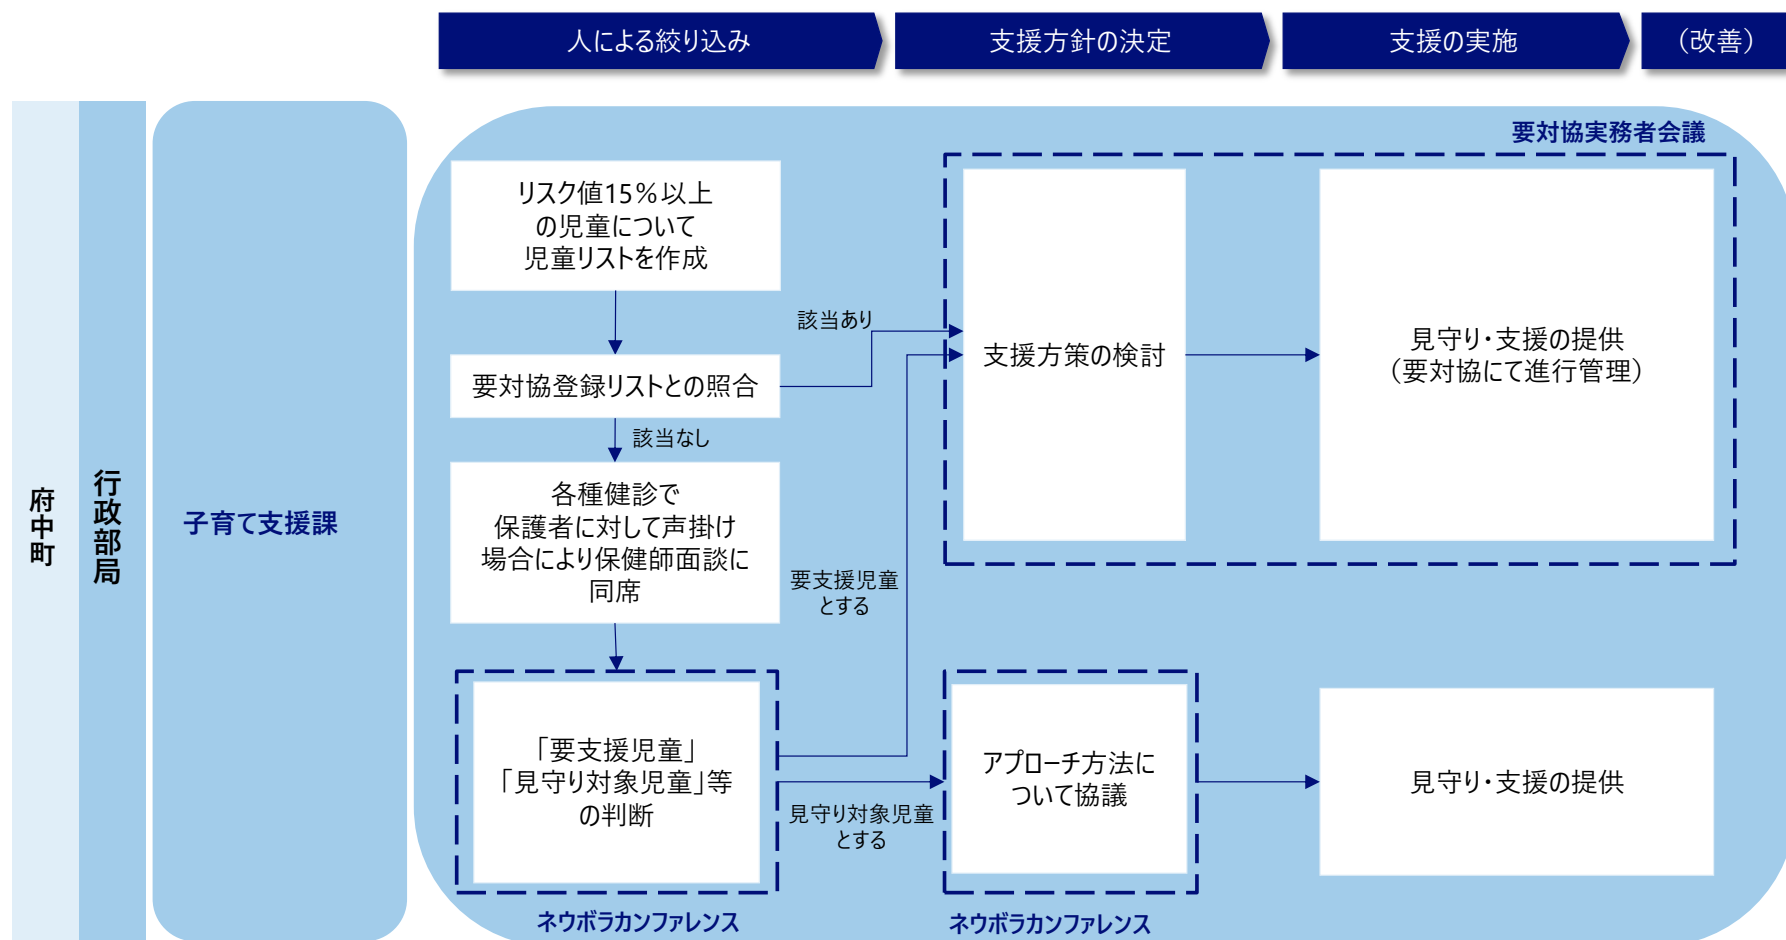 人による絞り込み
支援方針の決定
支援の実施
（改善）
府中町
行政部局
子育て支援課
要対協実務者会議
リスク値15％以上
の児童について
児童リストを作成
該当あり
要対協登録リストとの照合
該当なし
各種健診で
保護者に対して声掛け
場合により保健師面談に
同席
要支援児童
とする
支援方策の検討
見守り・支援の提供
（要対協にて進行管理）
「要支援児童」
「見守り対象児童」等
の判断
見守り対象児童
とする
アプローチ方法に
ついて協議
見守り・支援の提供
ネウボラカンファレンス
ネウボラカンファレンス